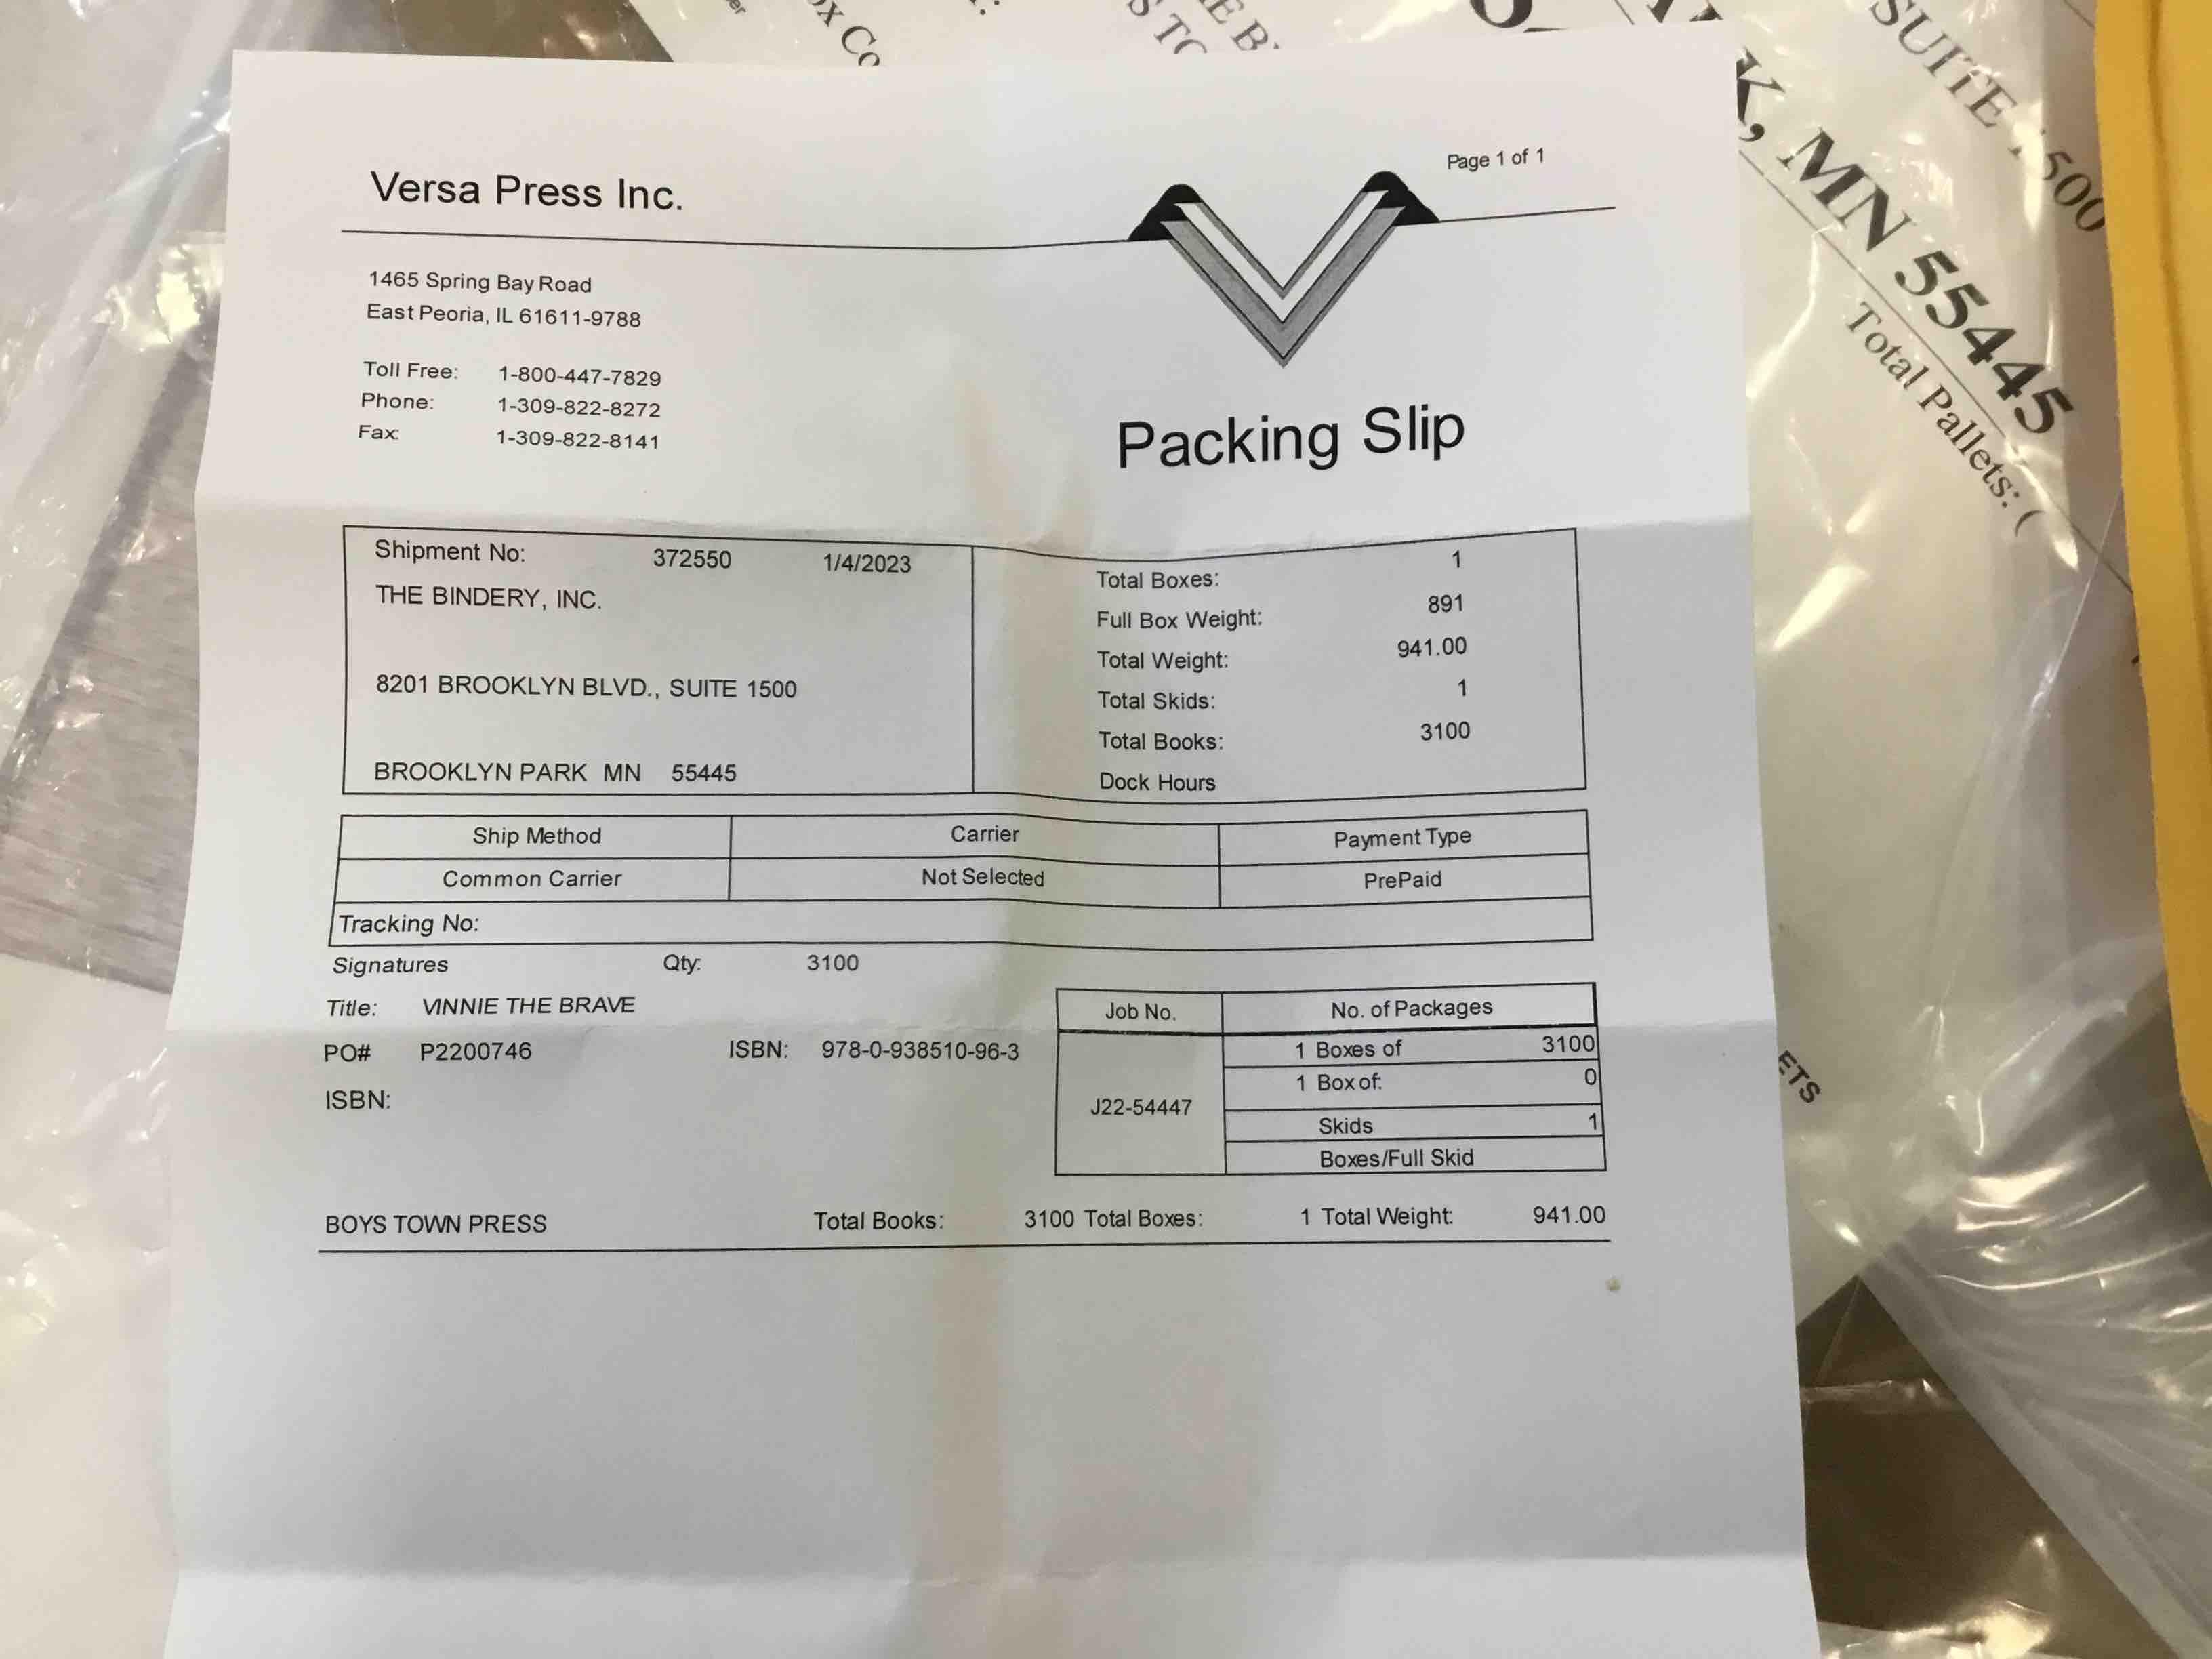 Versa Press Inc.
Page 1 of 1
1465 Spring Bay Road
East Peoria, IL 61611-9788
Toll Free: 1-800-447-7829
Phone: 1-309-822-8272
Fax: 1-309-822-8141
Packing Slip
Shipment No: 372550 1/4/2023
THE BINDERY, INC.
8201 BROOKLYN BLVD., SUITE 1500
BROOKLYN PARK MN 55445
Total Boxes: 1
Full Box Weight: 891
Total Weight: 941.00
Total Skids: 1
Total Books: 3100
Dock Hours
Ship Method Carrier Payment Type
Common Carrier Not Selected PrePaid
Tracking No:
Signatures Qty: 3100
Title: VINNIE THE BRAVE
PO# P2200746 ISBN: 978-0-938510-96-3
ISBN:
Job No. No. of Packages
J22-54447
1 Boxes of 3100
1 Box of: 0
Skids 1
Boxes/Full Skid
BOYS TOWN PRESS Total Books: 3100 Total Boxes: 1 Total Weight: 941.00
SUITE 1500
, MN 55445
Total Pallets: (